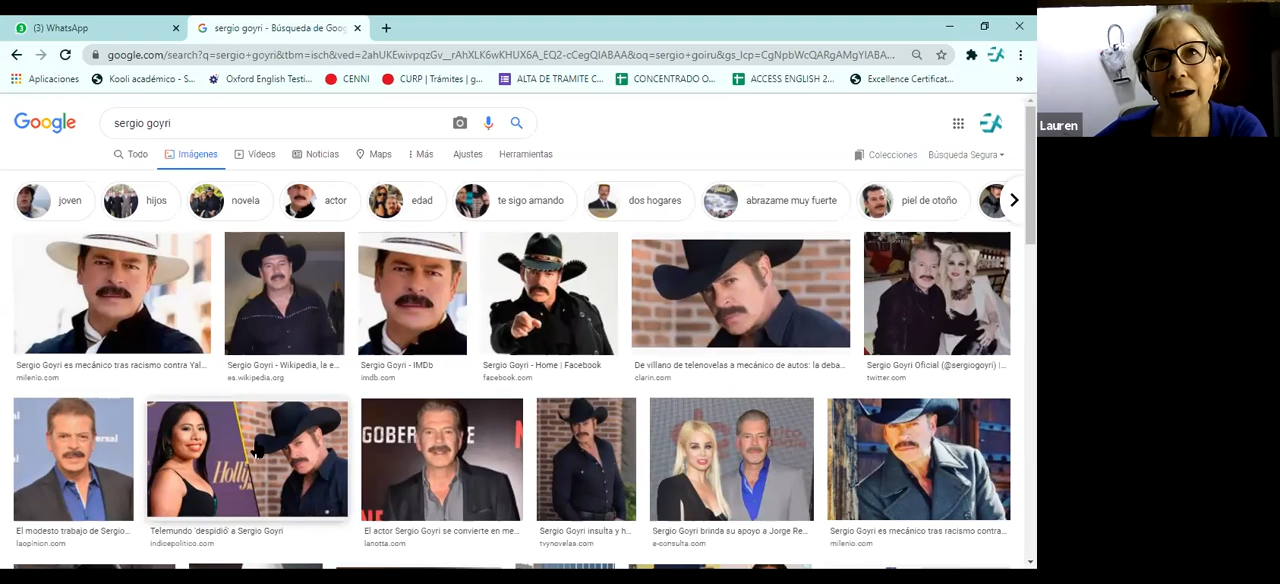 (3) WhatsApp
sergio goyri - Búsqueda de Goog
google.com/search?q=sergio+goyri&tbm=isch&ved=2ahUKEwivpqzGv__rAhXLK6wKHUX6A_EQ2-cCegQIABAA&oq=sergio+goiru&gs_lcp=CgNpbWcQARgAMgYIABA...
Aplicaciones
Kooli académico - S...
Oxford English Testi...
CENNI
CURP | Trámites | g...
ALTA DE TRAMITE C...
CONCENTRADO O...
ACCESS ENGLISH 2...
Excellence Certificat...
»
Lauren
Google
sergio goyri
EA
Todo
Imágenes
Vídeos
Noticias
Maps
Más
Ajustes
Herramientas
Colecciones
Búsqueda Segura
joven
hijos
novela
actor
edad
te sigo amando
dos hogares
abrazame muy fuerte
piel de otoño
Sergio Goyri es mecánico tras racismo contra Yal...
milenio.com
Sergio Goyri - Wikipedia, la e...
es.wikipedia.org
Sergio Goyri - IMDb
imdb.com
Sergio Goyri - Home | Facebook
facebook.com
De villano de telenovelas a mecánico de autos: la deba...
clarin.com
Sergio Goyri Oficial (@sergiogoyri) |...
twitter.com
Holly
GOBER
E
El modesto trabajo de Sergio...
laopinion.com
Telemundo 'despidió' a Sergio Goyri
indicepolitico.com
El actor Sergio Goyri se convierte en me...
lanotta.com
Sergio Goyri insulta y h...
tvynovelas.com
Sergio Goyri brinda su apoyo a Jorge Re...
e-consulta.com
Sergio Goyri es mecánico tras racismo contra...
milenio.com